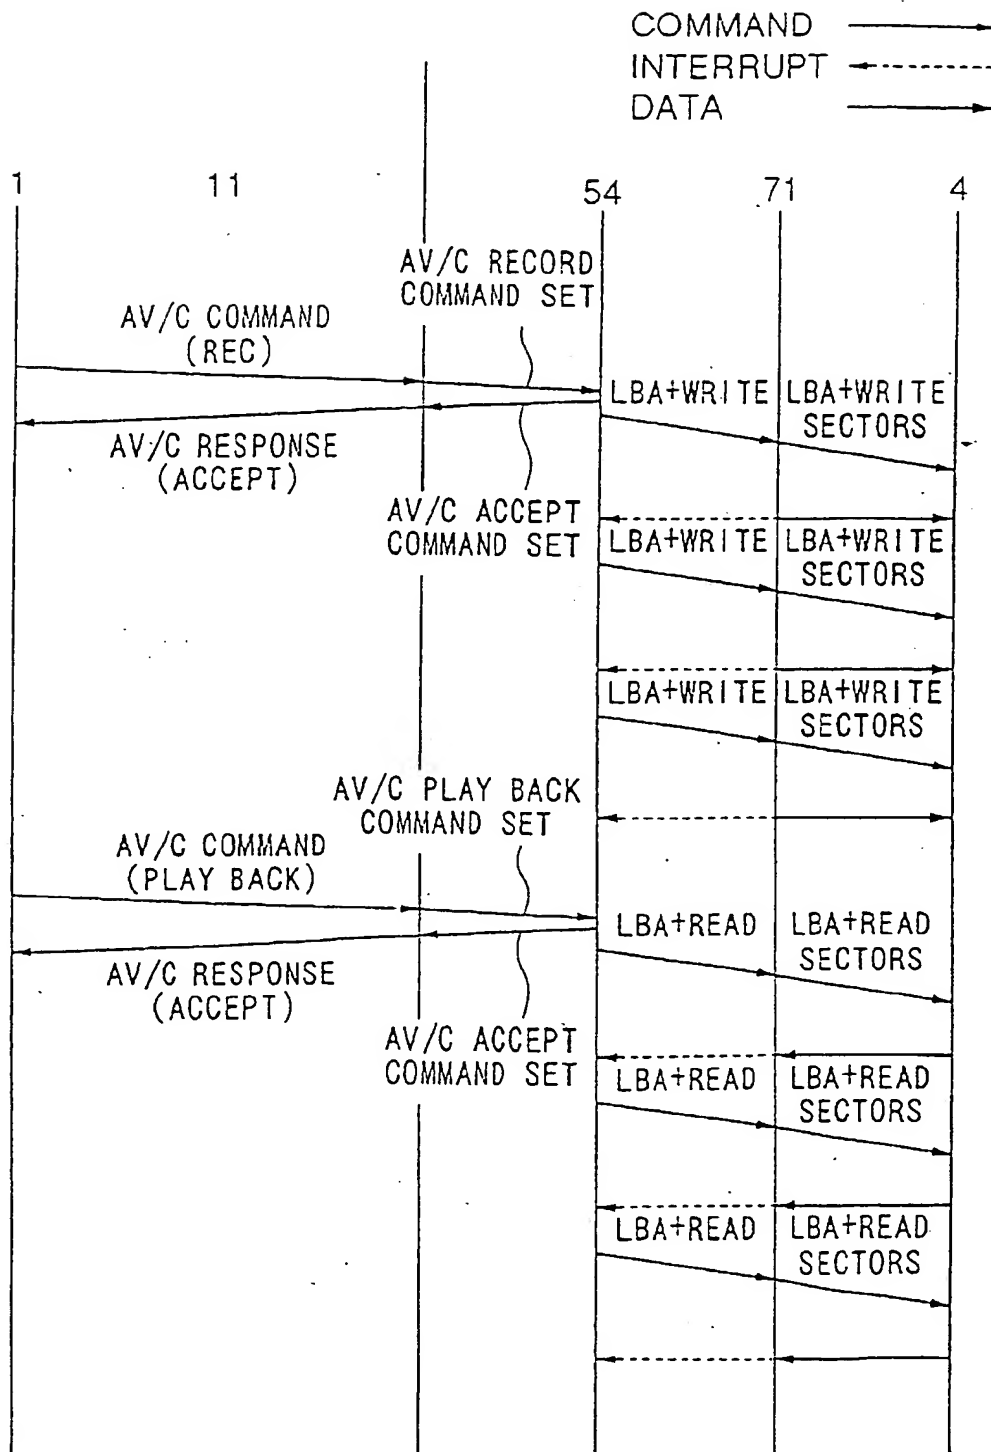 COMMAND
INTERRUPT
DATA
1 11 54 71 4
AV/C RECORD
COMMAND SET
AV/C COMMAND
(REC)
LBA+WRITE LBA+WRITE
SECTORS
AV/C RESPONSE
(ACCEPT)
AV/C ACCEPT
COMMAND SET
LBA+WRITE LBA+WRITE
SECTORS
LBA+WRITE LBA+WRITE
SECTORS
AV/C PLAY BACK
COMMAND SET
AV/C COMMAND
(PLAY BACK)
LBA+READ LBA+READ
SECTORS
AV/C RESPONSE
(ACCEPT)
AV/C ACCEPT
COMMAND SET
LBA+READ LBA+READ
SECTORS
LBA+READ LBA+READ
SECTORS